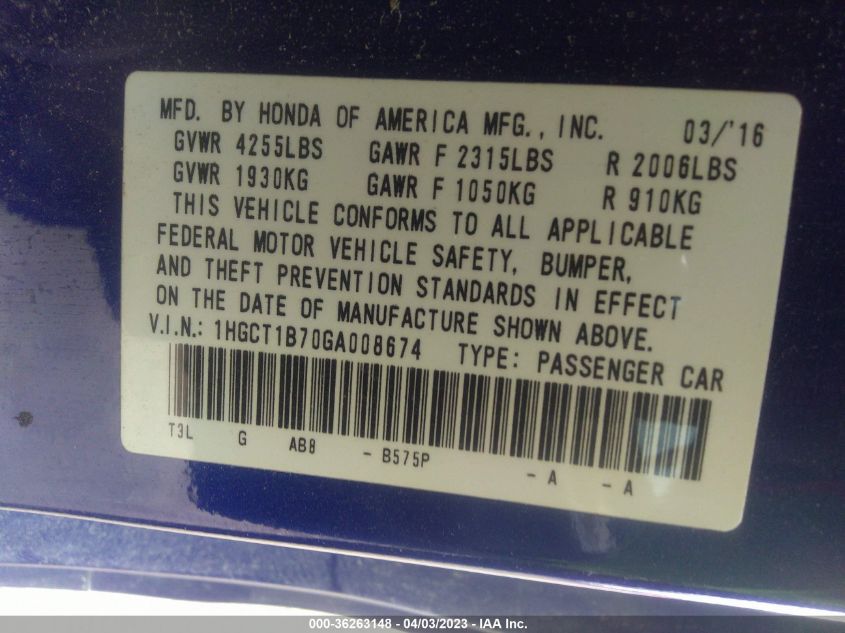 MFD. BY HONDA OF AMERICA MFG., INC. 03/'16
GVWR 4255LBS GAWR F 2315LBS R 2006LBS
GVWR 1930KG GAWR F 1050KG R 910KG
THIS VEHICLE CONFORMS TO ALL APPLICABLE
FEDERAL MOTOR VEHICLE SAFETY, BUMPER,
AND THEFT PREVENTION STANDARDS IN EFFECT
ON THE DATE OF MANUFACTURE SHOWN ABOVE.
V.I.N.: 1HGCT1B70GA008674 TYPE: PASSENGER CAR
T3L G AB8 - B575P - A - A
000-36263148 - 04/03/2023 - IAA Inc.